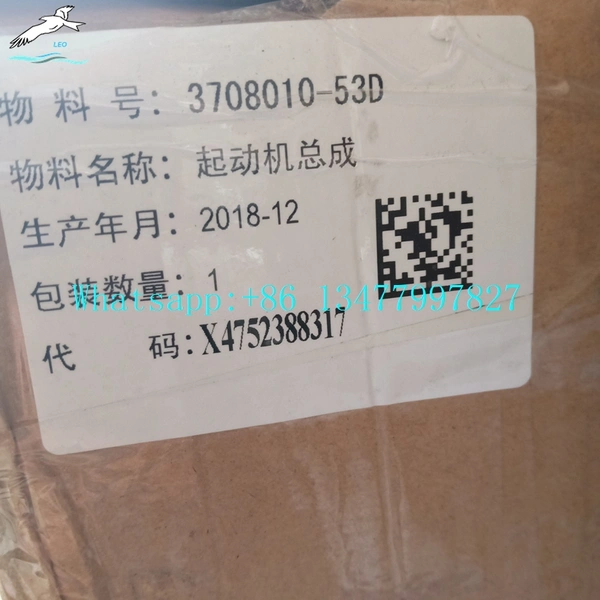 LEO
物 料 号: 3708010-53D
物料名称: 起动机总成
生产年月: 2018-12
包装数量: 1
Whatsapp:+86 13477997827
代 码: X4752388317